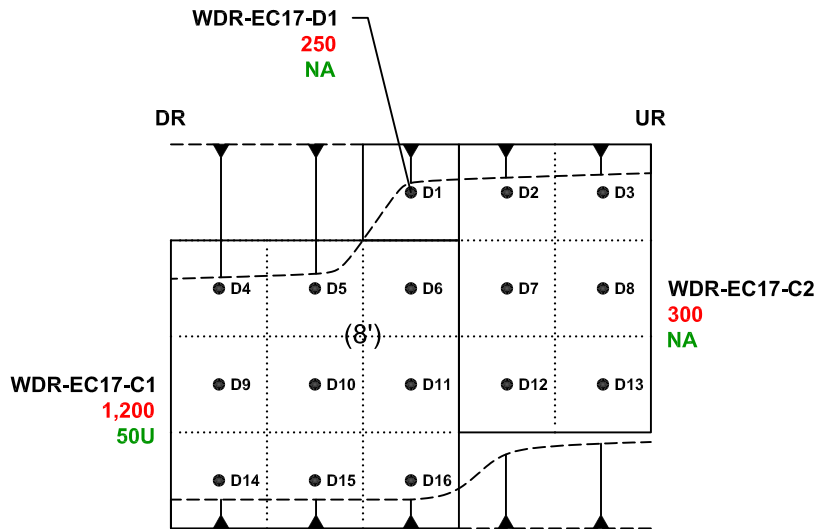 WDR-EC17-D1
250
NA
DR
UR
D1
D2
D3
D4
D5
D6
D7
D8
WDR-EC17-C2
300
NA
(8')
WDR-EC17-C1
1,200
50U
D9
D10
D11
D12
D13
D14
D15
D16